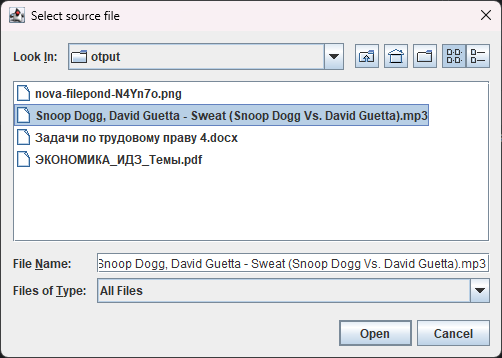 Select source file
Look In: otput
nova-filepond-N4Yn7o.png
Snoop Dogg, David Guetta - Sweat (Snoop Dogg Vs. David Guetta).mp3
Задачи по трудовому праву 4.docx
ЭКОНОМИКА_ИДЗ_Темы.pdf
File Name: Snoop Dogg, David Guetta - Sweat (Snoop Dogg Vs. David Guetta).mp3
Files of Type: All Files
Open Cancel